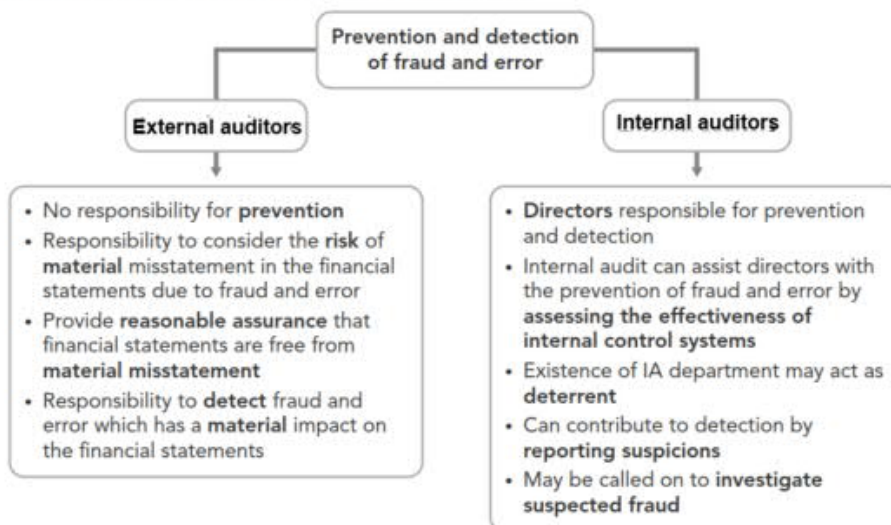 Prevention and detection
of fraud and error
External auditors
Internal auditors
• No responsibility for prevention
• Responsibility to consider the risk of
material misstatement in the financial
statements due to fraud and error
• Provide reasonable assurance that
financial statements are free from
material misstatement
• Responsibility to detect fraud and
error which has a material impact on
the financial statements
• Directors responsible for prevention
and detection
• Internal audit can assist directors with
the prevention of fraud and error by
assessing the effectiveness of
internal control systems
• Existence of IA department may act as
deterrent
• Can contribute to detection by
reporting suspicions
• May be called on to investigate
suspected fraud